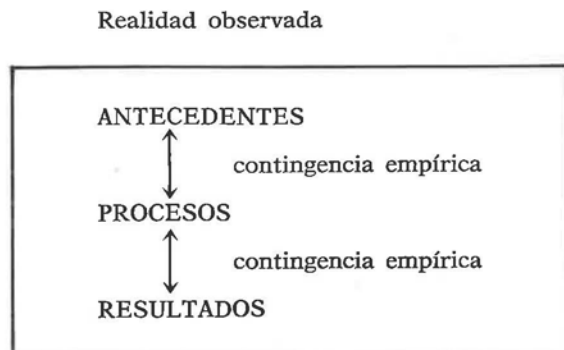 Realidad observada
ANTECEDENTES
contingencia empírica
PROCESOS
contingencia empírica
RESULTADOS